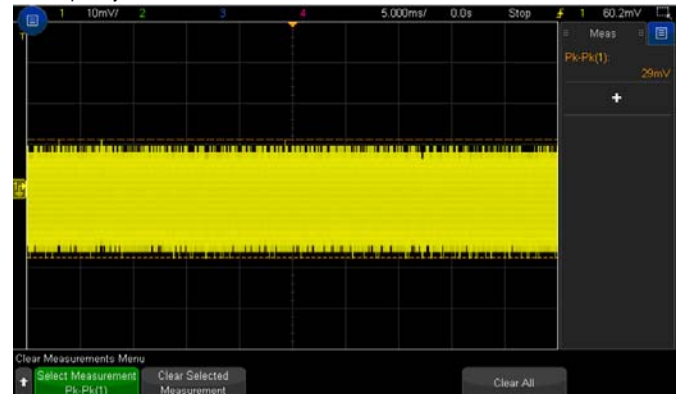 1 10mV/ 2 3 4 5.000ms/ 0.0s Stop 1 60.2mV
T
Meas
Pk-Pk(1):
29mV
+
Clear Measurements Menu
Select Measurement
Pk-Pk(1)
Clear Selected
Measurement
Clear All